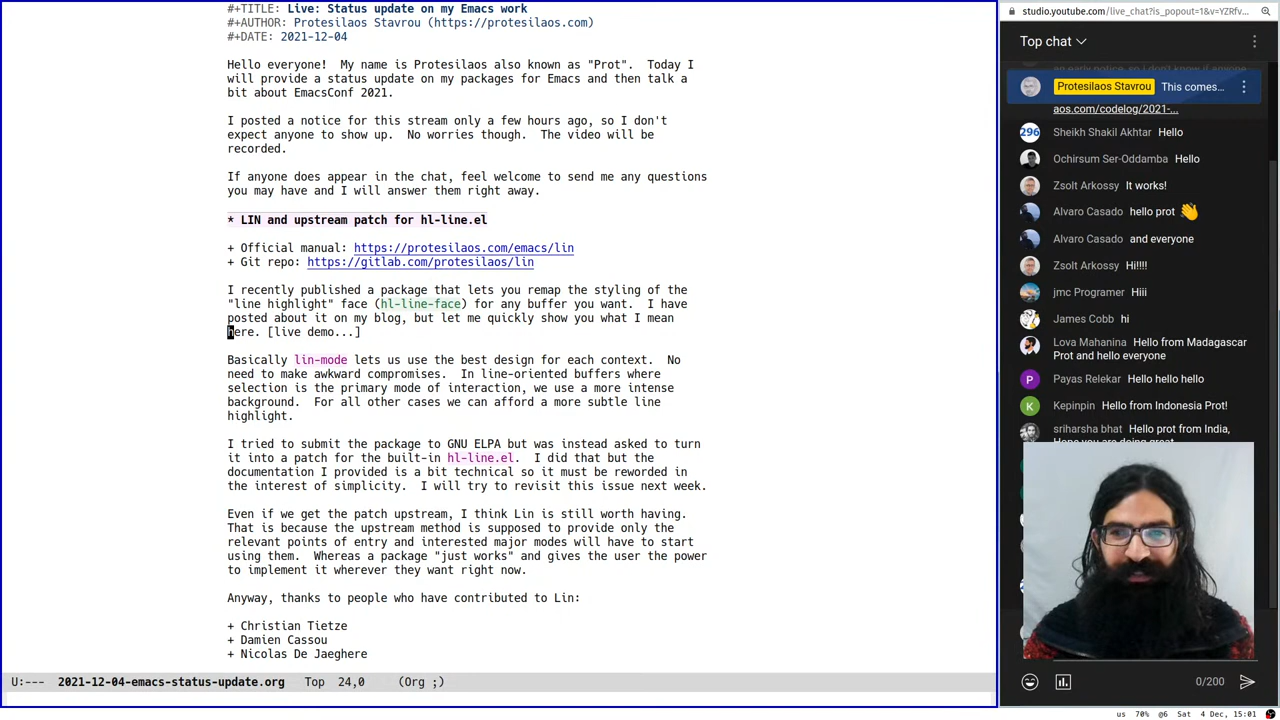 #+TITLE: Live: Status update on my Emacs work
#+AUTHOR: Protesilaos Stavrou (https://protesilaos.com)
#+DATE: 2021-12-04
Hello everyone!  My name is Protesilaos also known as "Prot".  Today I
will provide a status update on my packages for Emacs and then talk a
bit about EmacsConf 2021.
I posted a notice for this stream only a few hours ago, so I don't
expect anyone to show up.  No worries though.  The video will be
recorded.
If anyone does appear in the chat, feel welcome to send me any questions
you may have and I will answer them right away.
* LIN and upstream patch for hl-line.el
+ Official manual: https://protesilaos.com/emacs/lin
+ Git repo: https://gitlab.com/protesilaos/lin
I recently published a package that lets you remap the styling of the
"line highlight" face (hl-line-face) for any buffer you want.  I have
posted about it on my blog, but let me quickly show you what I mean
here. [live demo...]
Basically lin-mode lets us use the best design for each context.  No
need to make awkward compromises.  In line-oriented buffers where
selection is the primary mode of interaction, we use a more intense
background.  For all other cases we can afford a more subtle line
highlight.
I tried to submit the package to GNU ELPA but was instead asked to turn
it into a patch for the built-in hl-line.el.  I did that but the
documentation I provided is a bit technical so it must be reworded in
the interest of simplicity.  I will try to revisit this issue next week.
Even if we get the patch upstream, I think Lin is still worth having.
That is because the upstream method is supposed to provide only the
relevant points of entry and interested major modes will have to start
using them.  Whereas a package "just works" and gives the user the power
to implement it wherever they want right now.
Anyway, thanks to people who have contributed to Lin:
+ Christian Tietze
+ Damien Cassou
+ Nicolas De Jaeghere
U:---  2021-12-04-emacs-status-update.org   Top  24,0     (Org ;)
studio.youtube.com/live_chat?is_popout=1&v=YZRfv...
Top chat
Protesilaos Stavrou This comes...
aos.com/codelog/2021-...
296 Sheikh Shakil Akhtar Hello
Ochirsum Ser-Oddamba Hello
Zsolt Arkossy It works!
Alvaro Casado hello prot 👋
Alvaro Casado and everyone
Zsolt Arkossy Hi!!!!
jmc Programer Hiii
James Cobb hi
Lova Mahanina Hello from Madagascar
Prot and hello everyone
P Payas Relekar Hello hello hello
K Kepinpin Hello from Indonesia Prot!
sriharsha bhat Hello prot from India,
0/200
us 70% @6 Sat 4 Dec, 15:01